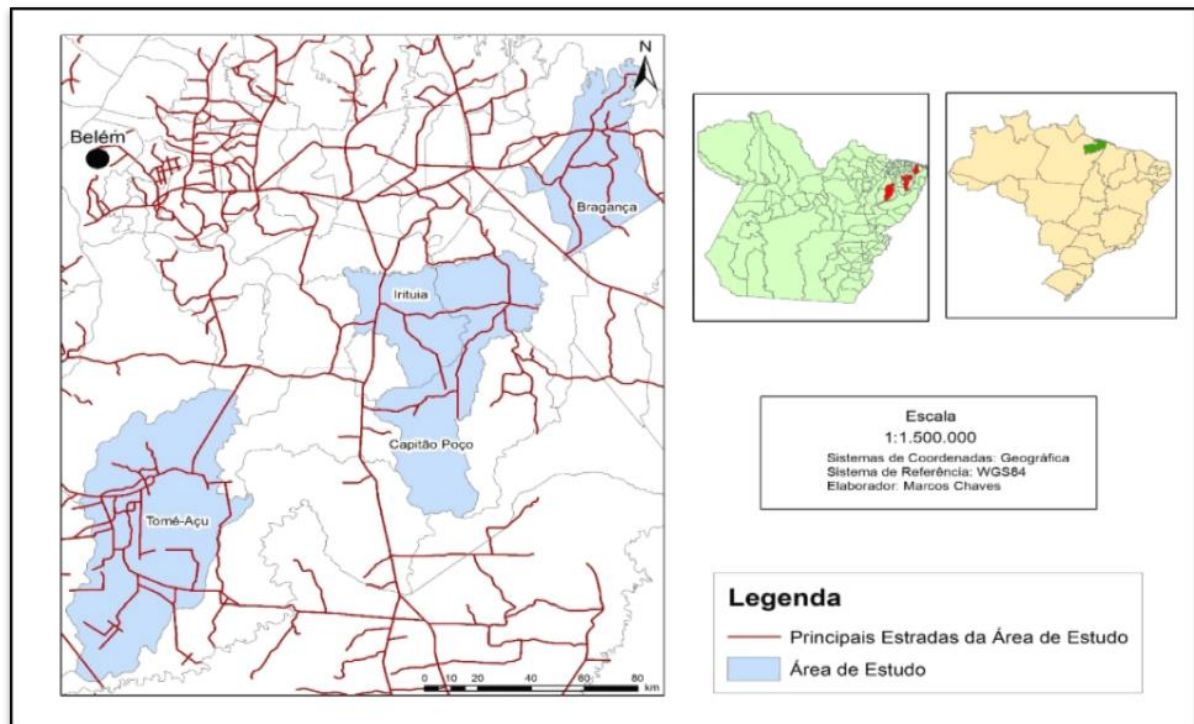 N
Belém
Bragança
Irituia
Capitão Poço
Tomé-Açu
0 10 20 40 60 80
km
Escala
1:1.500.000
Sistemas de Coordenadas: Geográfica
Sistema de Referência: WGS84
Elaborador: Marcos Chaves
Legenda
Principais Estradas da Área de Estudo
Área de Estudo